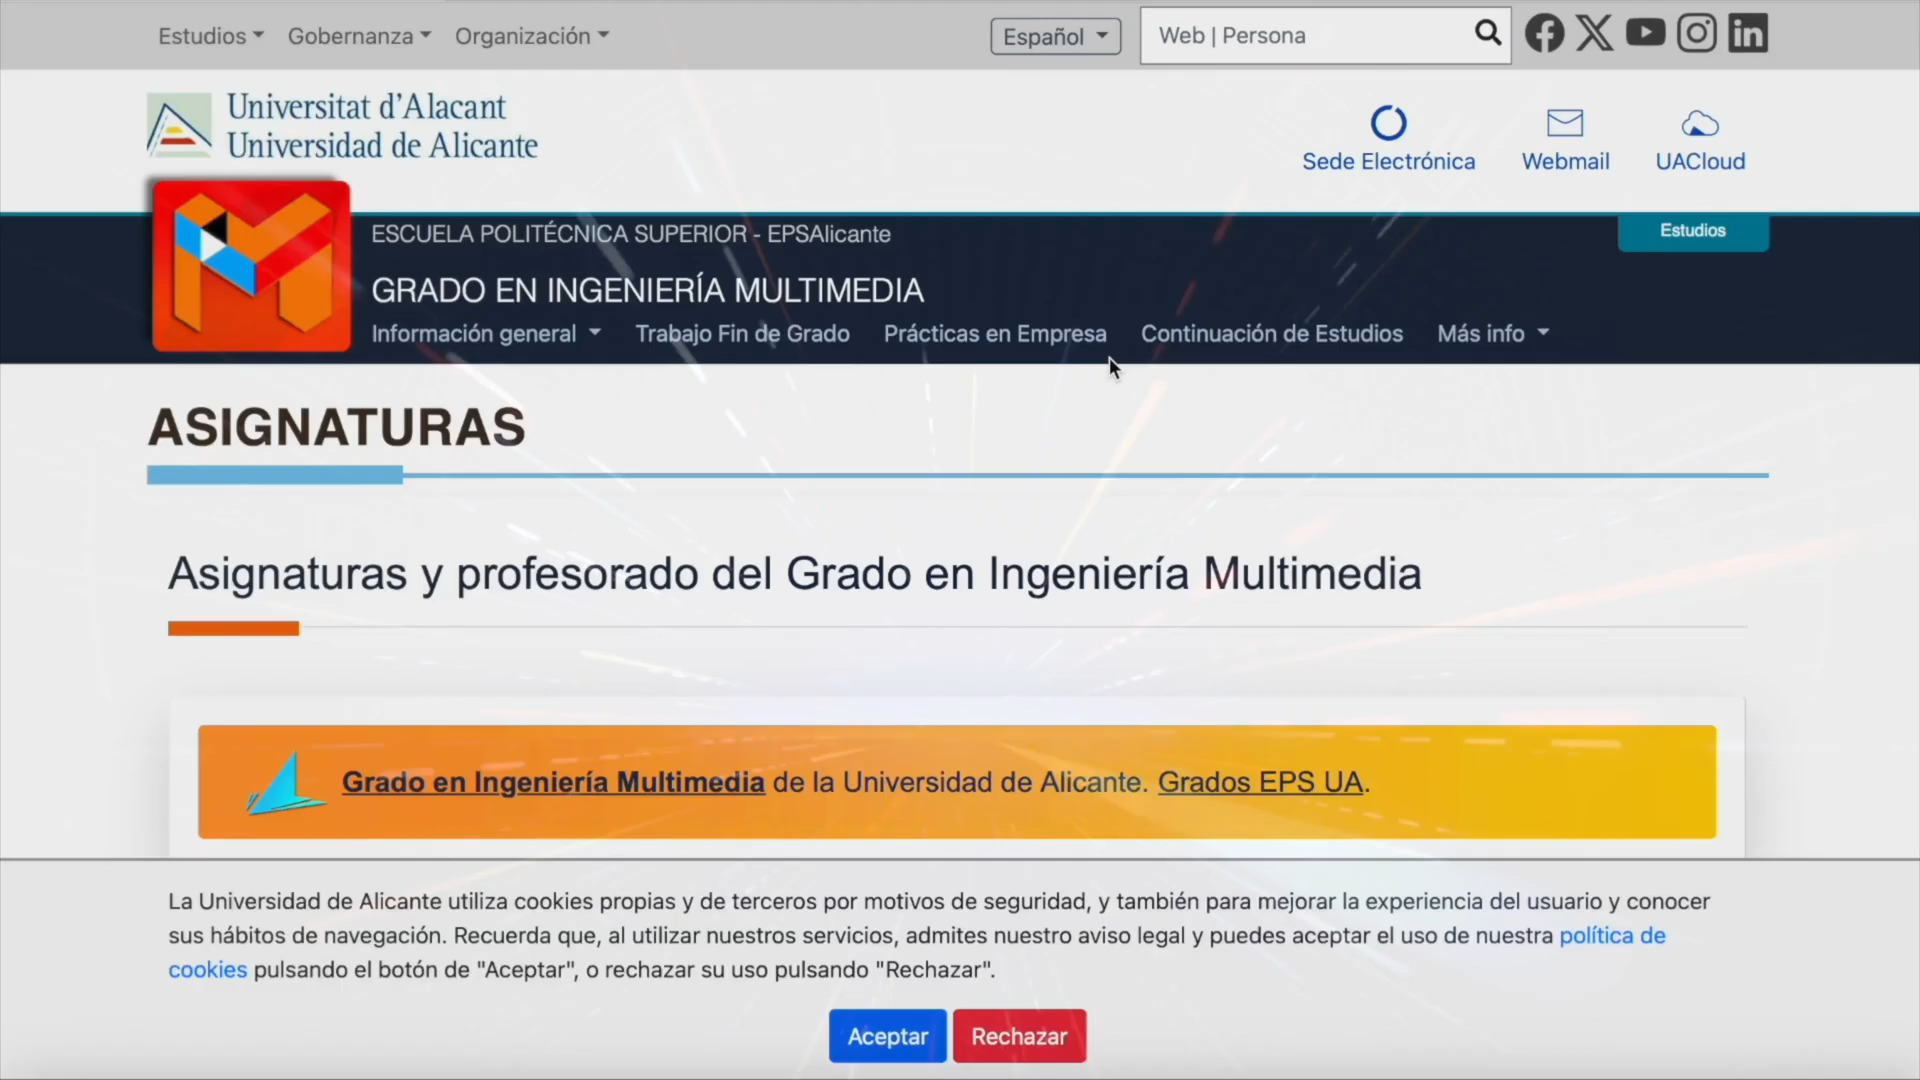 Estudios
Gobernanza
Organización
Español
Web | Persona
Universitat d'Alacant
Universidad de Alicante
Sede Electrónica
Webmail
UACloud
ESCUELA POLITÉCNICA SUPERIOR - EPSAlicante
Estudios
GRADO EN INGENIERÍA MULTIMEDIA
Información general
Trabajo Fin de Grado
Prácticas en Empresa
Continuación de Estudios
Más info
ASIGNATURAS
Asignaturas y profesorado del Grado en Ingeniería Multimedia
Grado en Ingeniería Multimedia de la Universidad de Alicante. Grados EPS UA.
La Universidad de Alicante utiliza cookies propias y de terceros por motivos de seguridad, y también para mejorar la experiencia del usuario y conocer
sus hábitos de navegación. Recuerda que, al utilizar nuestros servicios, admites nuestro aviso legal y puedes aceptar el uso de nuestra política de
cookies pulsando el botón de "Aceptar", o rechazar su uso pulsando "Rechazar".
Aceptar
Rechazar